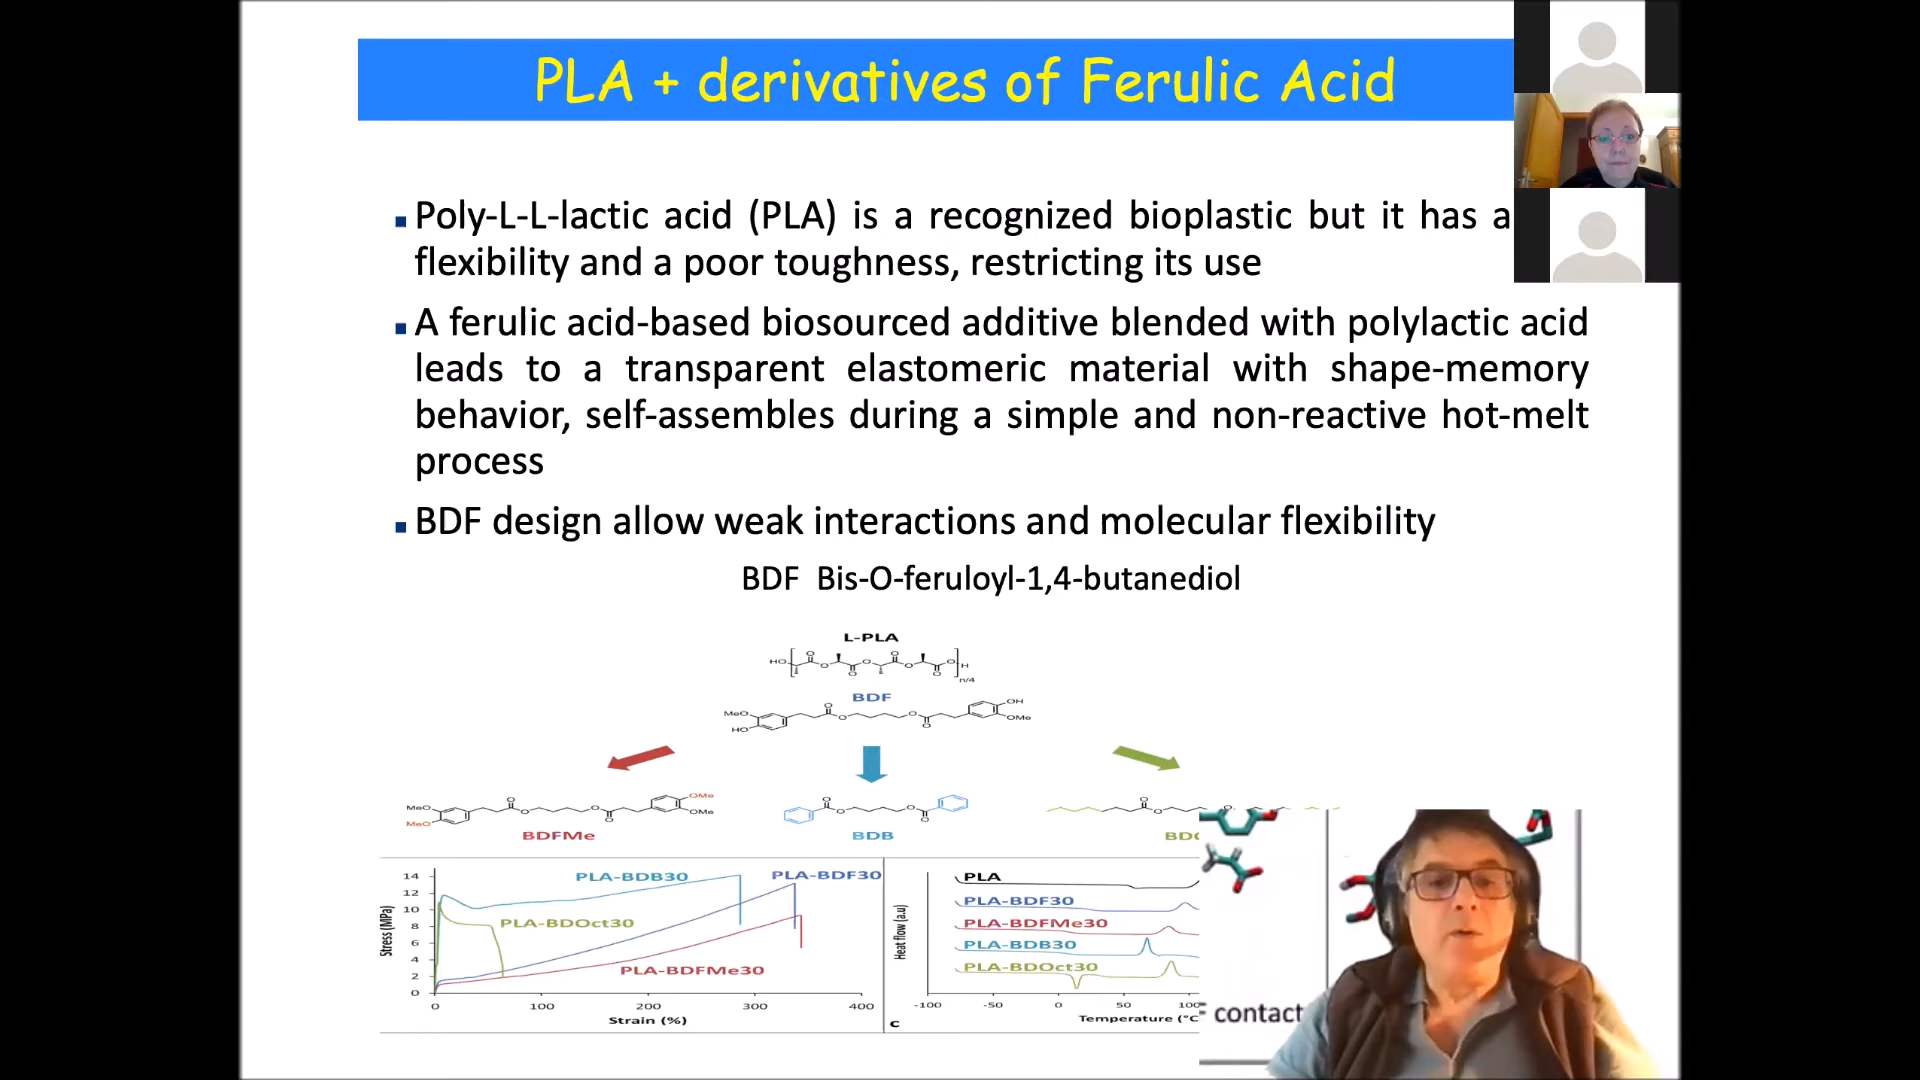 PLA + derivatives of Ferulic Acid
Poly-L-L-lactic acid (PLA) is a recognized bioplastic but it has a
flexibility and a poor toughness, restricting its use
A ferulic acid-based biosourced additive blended with polylactic acid
leads to a transparent elastomeric material with shape-memory
behavior, self-assembles during a simple and non-reactive hot-melt
process
BDF design allow weak interactions and molecular flexibility
BDF Bis-O-feruloyl-1,4-butanediol
L-PLA
HO O O O O H
O O O O n/4
BDF
MeO O O OH
HO O O OMe
MeO O O OMe
MeO O O OMe
BDFMe
O O
O O
BDB
O
O
BDO
Stress (MPa)
14
12
10
8
6
4
2
0
PLA-BDB30
PLA-BDF30
PLA-BDOct30
PLA-BDFMe30
0 100 200 300 400
Strain (%)
Heat flow (a.u)
PLA
PLA-BDF30
PLA-BDFMe30
PLA-BDB30
PLA-BDOct30
-100 -50 0 50 100
Temperature (°C
c
contact